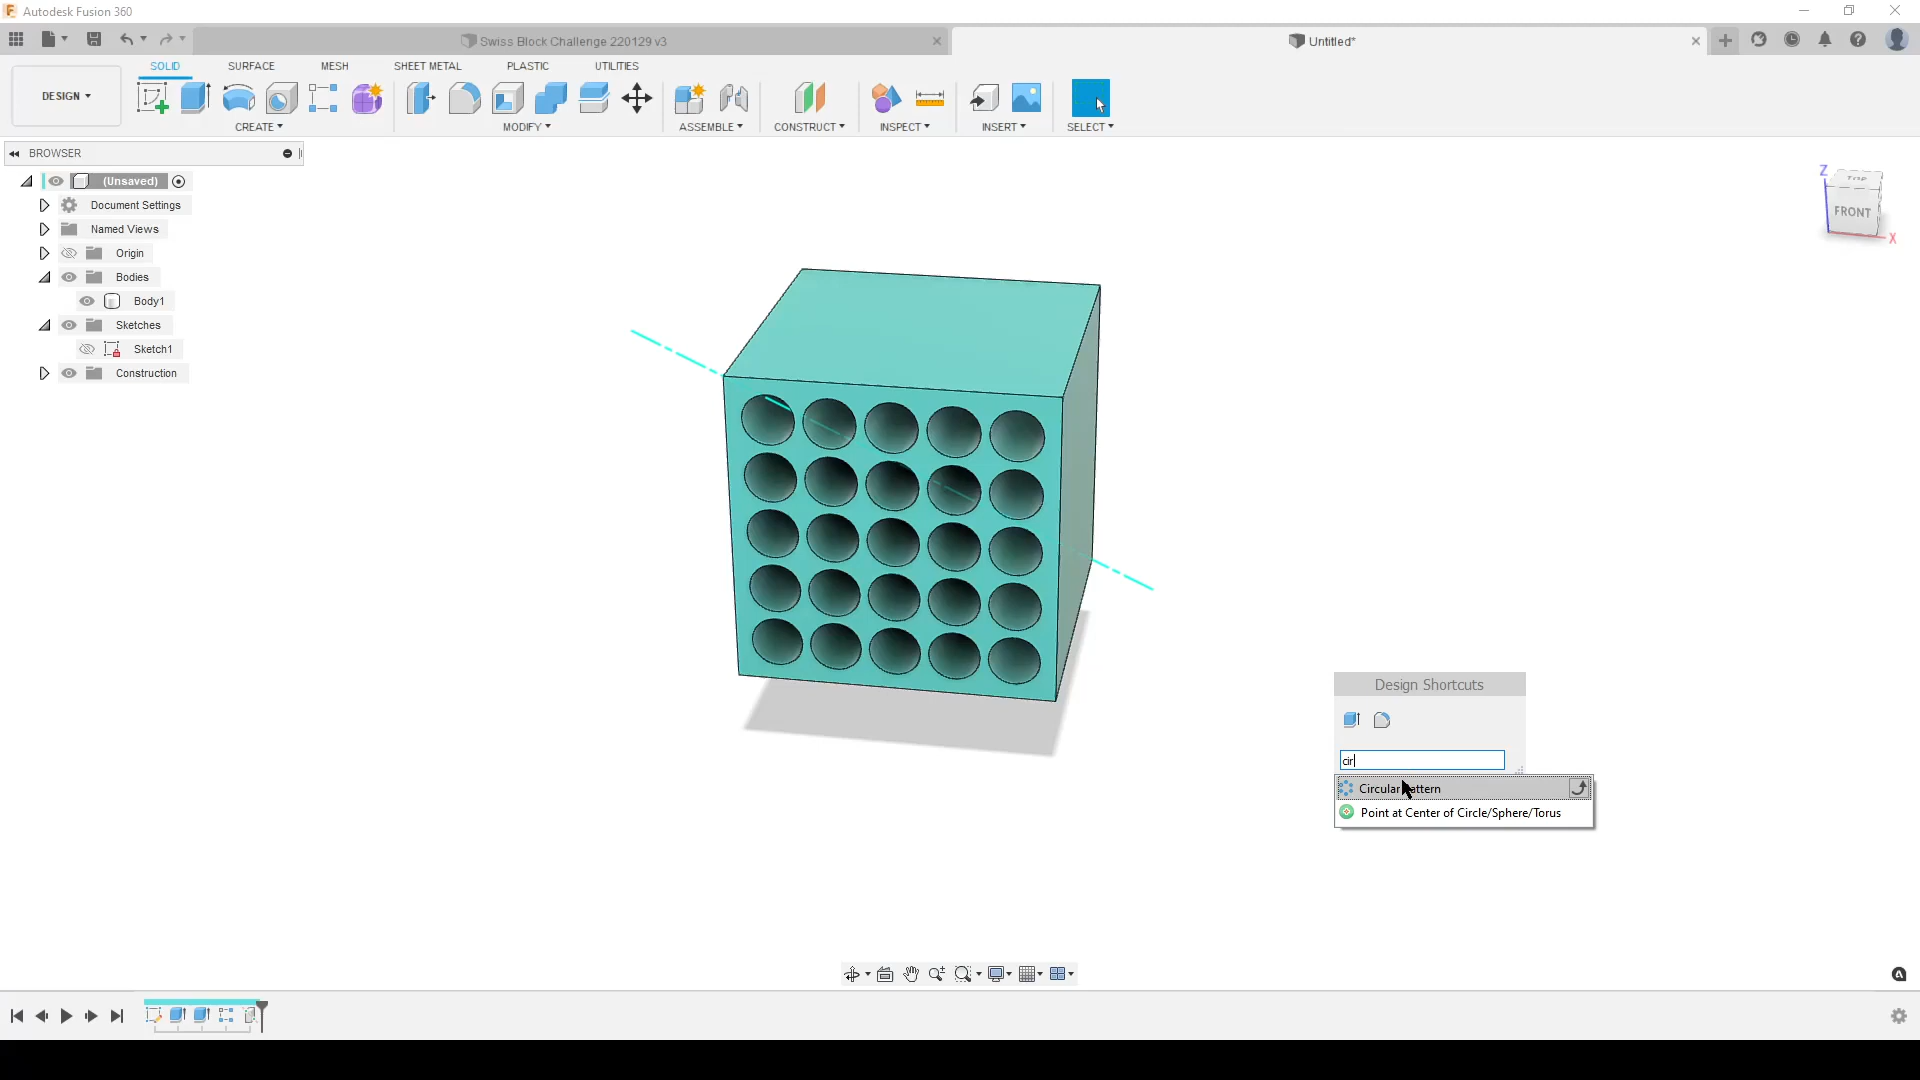 Autodesk Fusion 360
Swiss Block Challenge 220129 v3
Untitled*
DESIGN
SOLID
SURFACE
MESH
SHEET METAL
PLASTIC
UTILITIES
CREATE
MODIFY
ASSEMBLE
CONSTRUCT
INSPECT
INSERT
SELECT
BROWSER
(Unsaved)
Document Settings
Named Views
Origin
Bodies
Body1
Sketches
Sketch1
Construction
Z
TOP
FRONT
X
Design Shortcuts
cir
Circular Pattern
Point at Center of Circle/Sphere/Torus